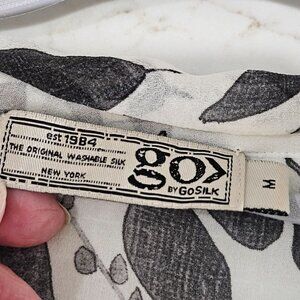 est 1984
THE ORIGINAL WASHABLE SILK
NEW YORK
go>
BY GOSILK
M